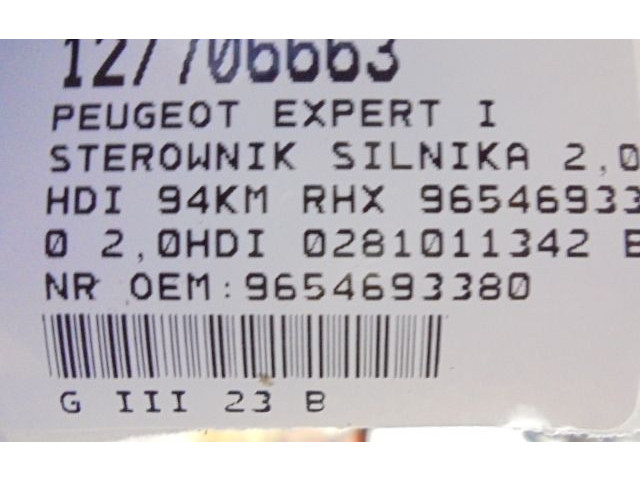 127706663
PEUGEOT EXPERT I
STEROWNIK SILNIKA 2,0
HDI 94KM RHX 96546933
0 2,0HDI 0281011342 E
NR OEM:9654693380
G III 23 B